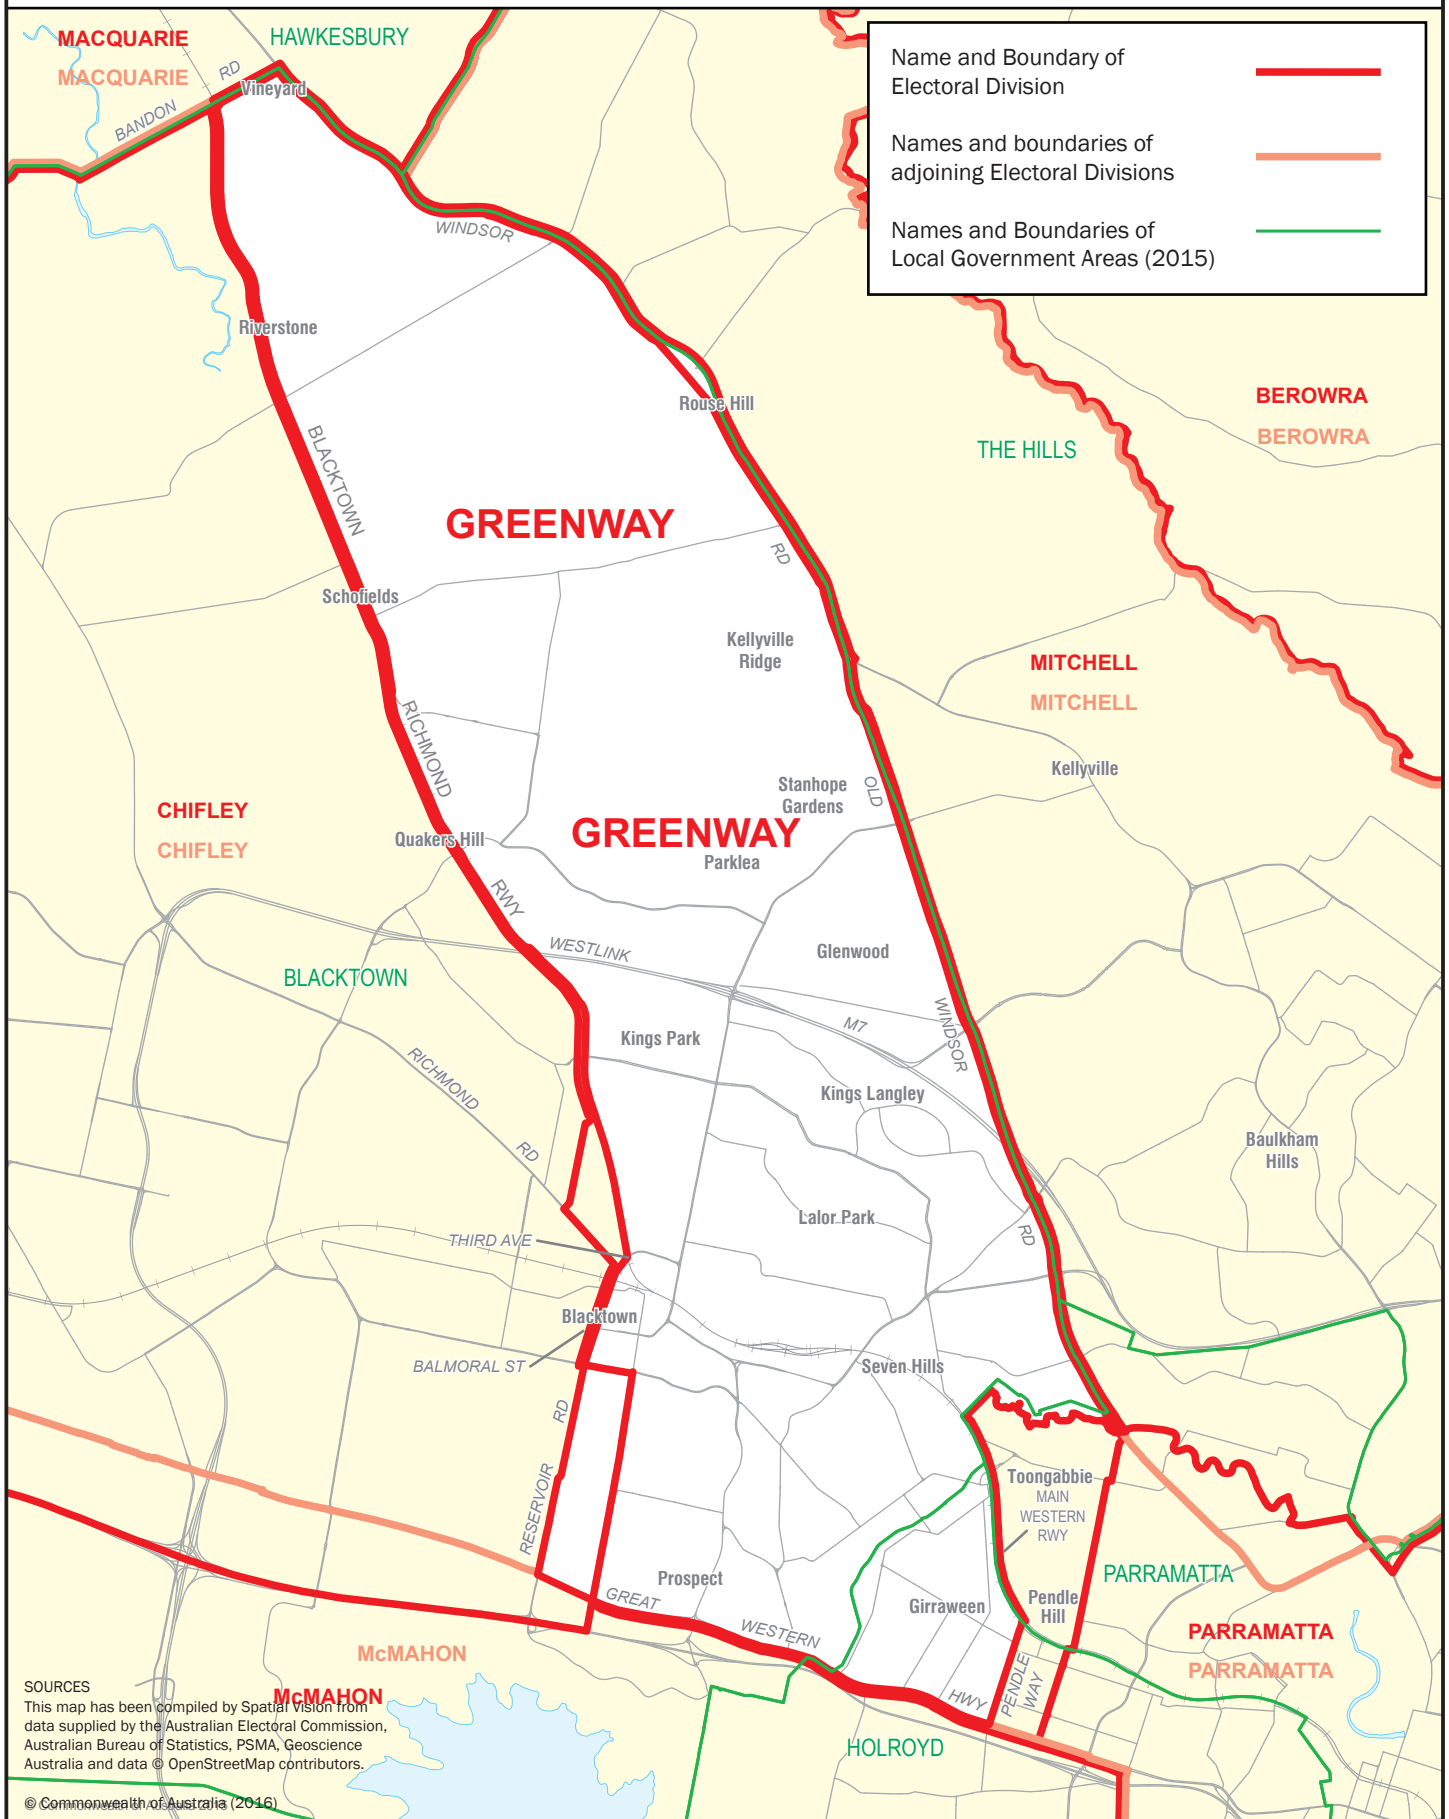 MACQUARIE
MACQUARIE
HAWKESBURY
RD
BANDON
Vineyard
Name and Boundary of
Electoral Division
Names and boundaries of
adjoining Electoral Divisions
Names and Boundaries of
Local Government Areas (2015)
WINDSOR
Riverstone
Rouse Hill
BEROWRA
BEROWRA
THE HILLS
BLACKTOWN
GREENWAY
RD
Schofields
Kellyville
Ridge
MITCHELL
MITCHELL
RICHMOND
Kellyville
Stanhope
Gardens
OLD
CHIFLEY
CHIFLEY
Quakers Hill
GREENWAY
Parklea
RWY
WESTLINK
Glenwood
BLACKTOWN
M7
WINDSOR
Kings Park
RICHMOND
Kings Langley
RD
Baulkham
Hills
Lalor Park
RD
THIRD AVE
Blacktown
BALMORAL ST
Seven Hills
RD
RESERVOIR
Toongabbie
MAIN
WESTERN
RWY
PARRAMATTA
Prospect
GREAT
WESTERN
Girraween
Pendle
Hill
PARRAMATTA
PARRAMATTA
McMAHON
McMAHON
PENDLE
WAY
HWY
HOLROYD
SOURCES
This map has been compiled by Spatial Vision from
data supplied by the Australian Electoral Commission,
Australian Bureau of Statistics, PSMA, Geoscience
Australia and data © OpenStreetMap contributors.
© Commonwealth of Australia (2016)
© Commonwealth of Australia